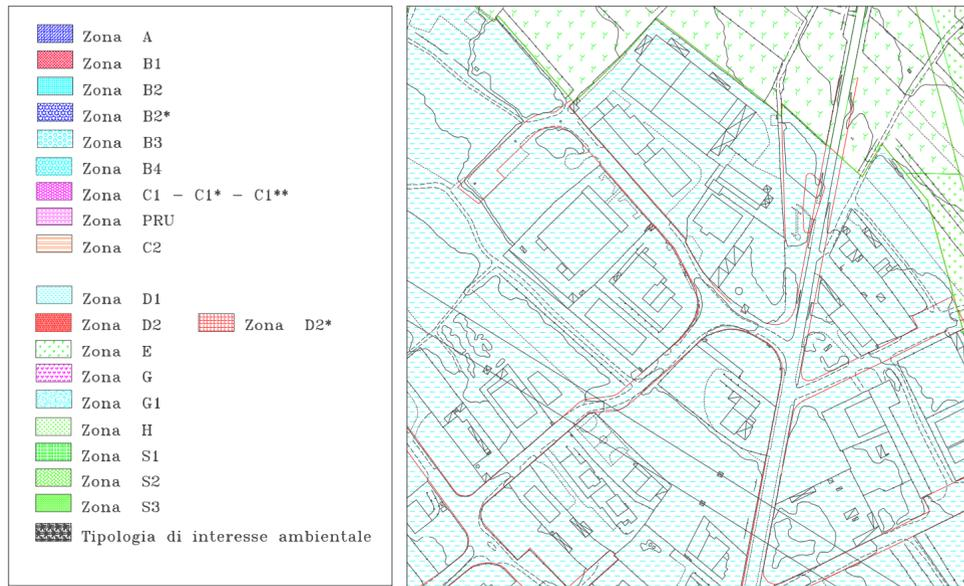 Zona A
Zona B1
Zona B2
Zona B2*
Zona B3
Zona B4
Zona C1 – C1* – C1**
Zona PRU
Zona C2
Zona D1
Zona D2 Zona D2*
Zona E
Zona G
Zona G1
Zona H
Zona S1
Zona S2
Zona S3
Tipologia di interesse ambientale